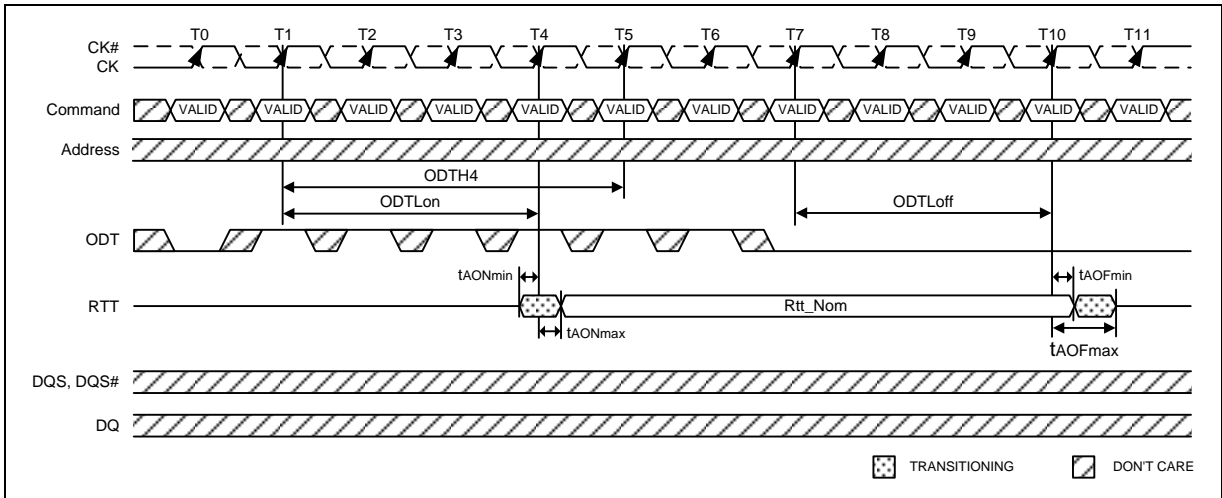 T0 T1 T2 T3 T4 T5 T6 T7 T8 T9 T10 T11
CK#
CK
Command VALID VALID VALID VALID VALID VALID VALID VALID VALID VALID VALID VALID
Address
ODTH4
ODTLon ODTLoff
ODT
tAONmin tAOFmin
RTT Rtt_Nom
tAONmax
tAOFmax
DQS, DQS#
DQ
TRANSITIONING DON'T CARE